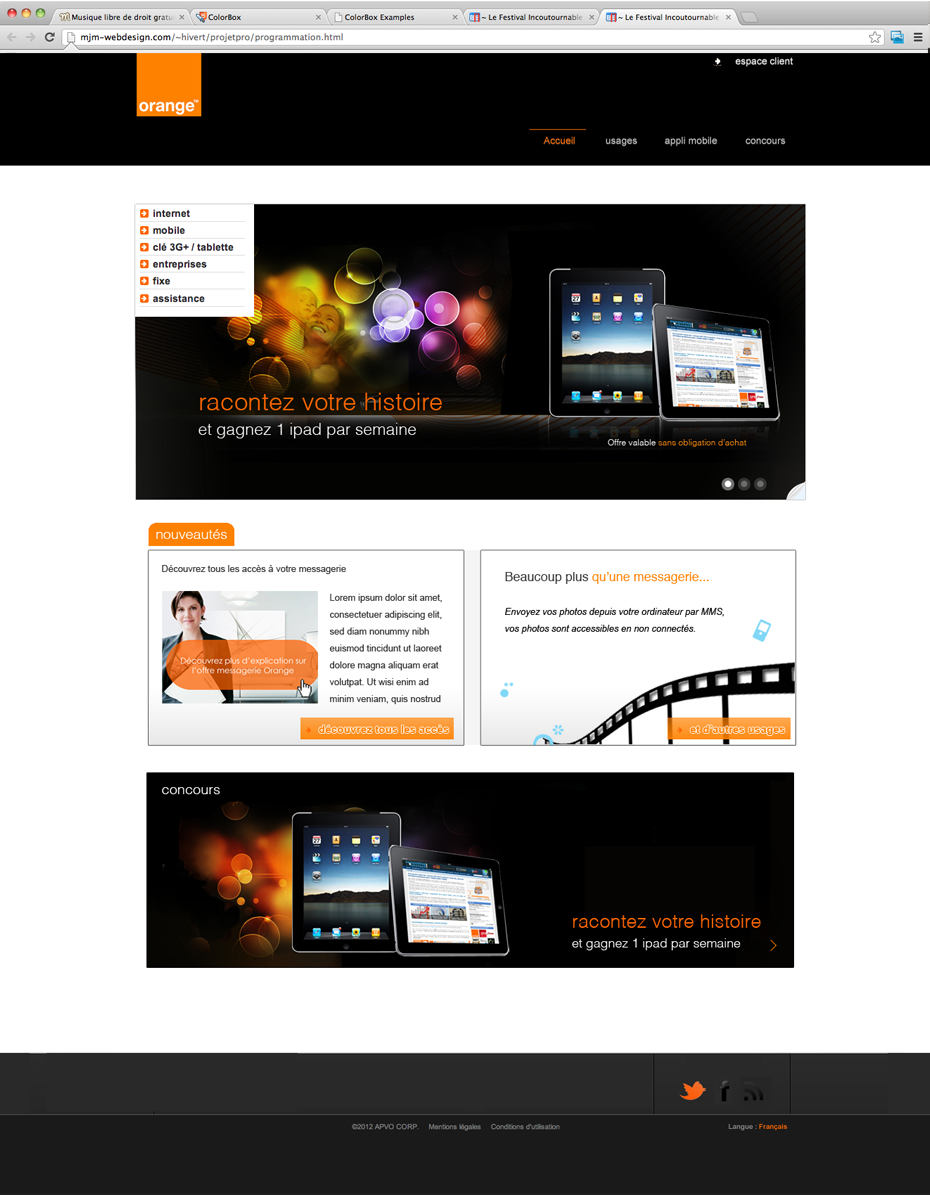 Musique libre de droit gratu
ColorBox
ColorBox Examples
~ Le Festival Incoutournable
~ Le Festival Incoutournable
mjm-webdesign.com/~hivert/projetpro/programmation.html
espace client
orange™
Accueil
usages
appli mobile
concours
internet
mobile
clé 3G+ / tablette
entreprises
fixe
assistance
racontez votre histoire
et gagnez 1 ipad par semaine
Offre valable sans obligation d'achat
nouveautés
Découvrez tous les accès à votre messagerie
Lorem ipsum dolor sit amet,
consectetuer adipiscing elit,
sed diam nonummy nibh
euismod tincidunt ut laoreet
dolore magna aliquam erat
volutpat. Ut wisi enim ad
minim veniam, quis nostrud
Découvrez plus d'explication sur
l'offre messagerie Orange
découvrez tous les accès
Beaucoup plus qu'une messagerie...
Envoyez vos photos depuis votre ordinateur par MMS,
vos photos sont accessibles en non connectés.
et d'autres usages
concours
racontez votre histoire
et gagnez 1 ipad par semaine
©2012 APVO CORP.
Mentions légales
Conditions d'utilisation
Langue : Français